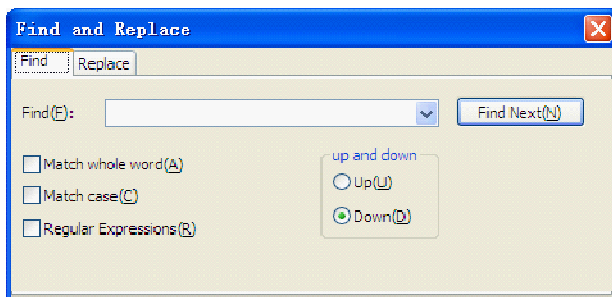 Find and Replace
Find Replace
Find(F): Find Next(N)
Match whole word(A)
Match case(C)
Regular Expressions(R)
up and down
Up(U)
Down(D)